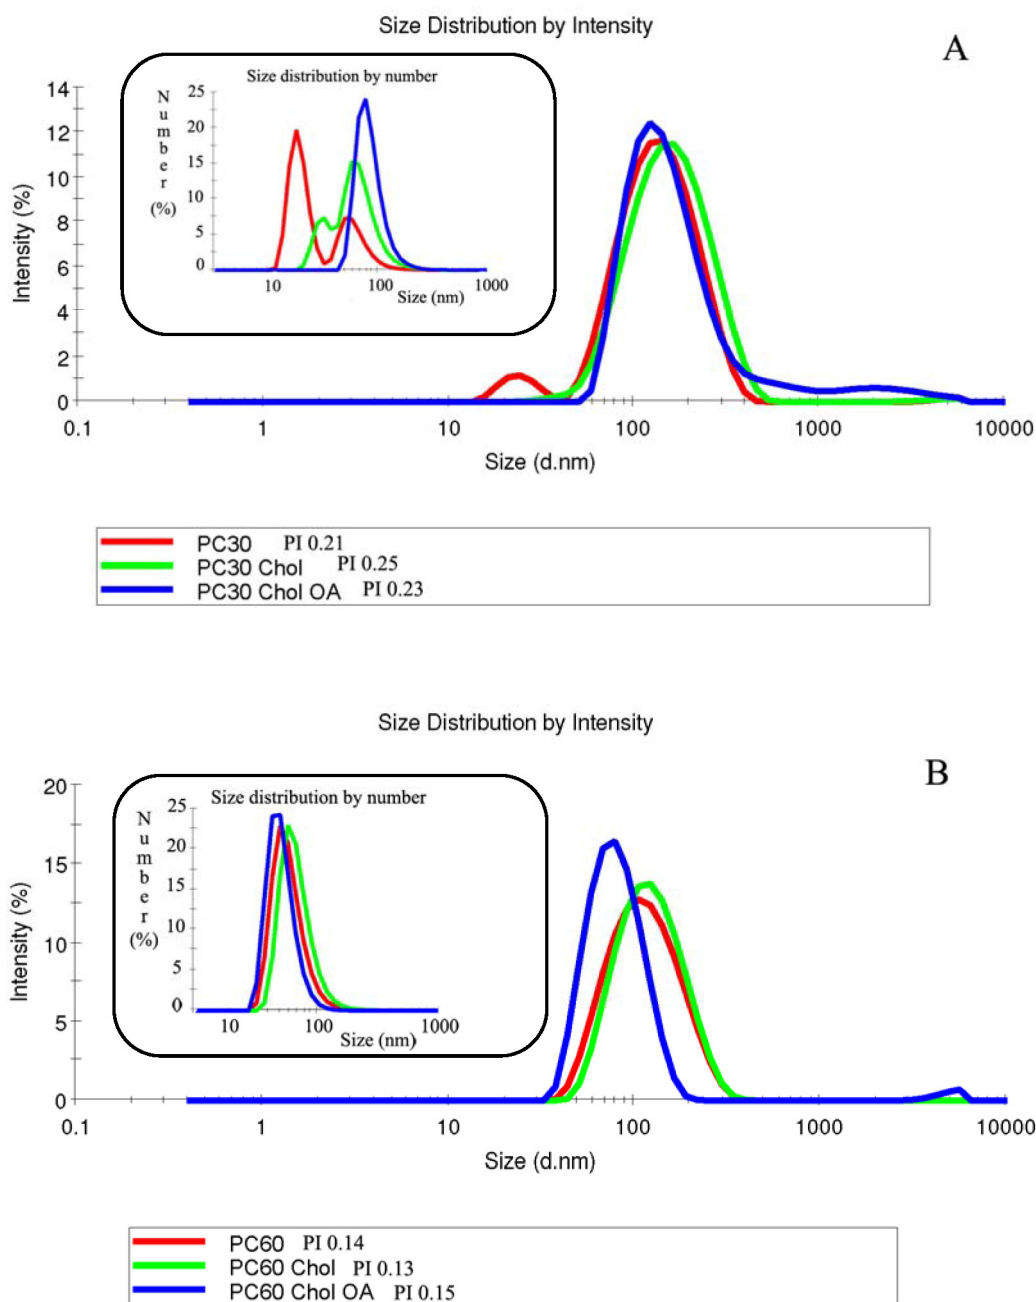 Size Distribution by Intensity
A
Size distribution by number
Number (%)
25
20
15
10
5
0
10 100 1000
Size (nm)
Intensity (%)
14
12
10
8
6
4
2
0
0.1 1 10 100 1000 10000
Size (d.nm)
PC30 PI 0.21
PC30 Chol PI 0.25
PC30 Chol OA PI 0.23
Size Distribution by Intensity
B
Size distribution by number
Number (%)
25
20
15
10
5
0
10 100 1000
Size (nm)
Intensity (%)
20
15
10
5
0
0.1 1 10 100 1000 10000
Size (d.nm)
PC60 PI 0.14
PC60 Chol PI 0.13
PC60 Chol OA PI 0.15